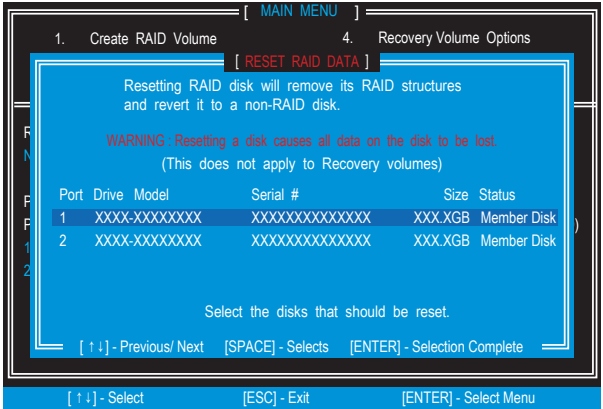 [ MAIN MENU ]
1. Create RAID Volume 4. Recovery Volume Options
[ RESET RAID DATA ]
Resetting RAID disk will remove its RAID structures
and revert it to a non-RAID disk.
WARNING : Resetting a disk causes all data on the disk to be lost.
(This does not apply to Recovery volumes)
Port Drive Model Serial # Size Status
1 XXXX-XXXXXXXX XXXXXXXXXXXXXX XXX.XGB Member Disk
2 XXXX-XXXXXXXX XXXXXXXXXXXXXX XXX.XGB Member Disk
Select the disks that should be reset.
[ ↑↓] - Previous/ Next [SPACE] - Selects [ENTER] - Selection Complete
[ ↑↓] - Select [ESC] - Exit [ENTER] - Select Menu